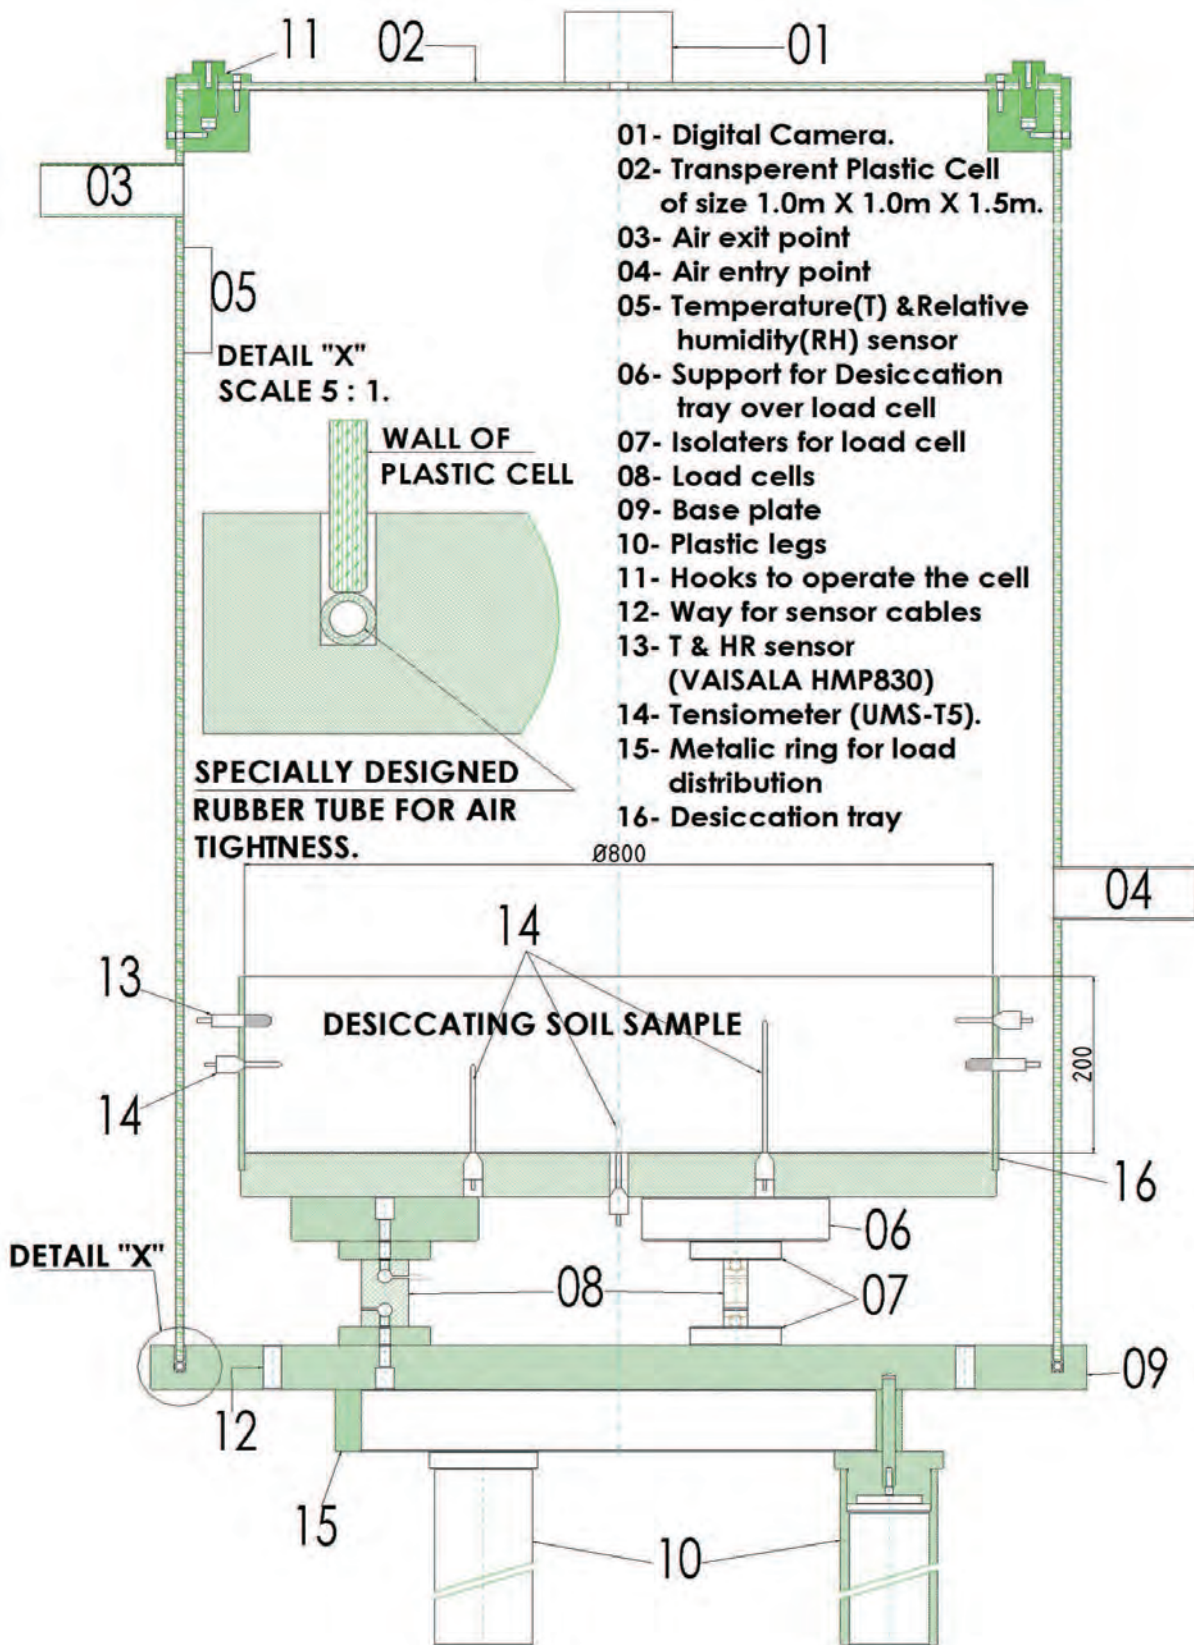 11
02
01
01- Digital Camera.
02- Transperent Plastic Cell
of size 1.0m X 1.0m X 1.5m.
03- Air exit point
04- Air entry point
05- Temperature(T) &Relative
humidity(RH) sensor
06- Support for Desiccation
tray over load cell
07- Isolaters for load cell
08- Load cells
09- Base plate
10- Plastic legs
11- Hooks to operate the cell
12- Way for sensor cables
13- T & HR sensor
(VAISALA HMP830)
14- Tensiometer (UMS-T5).
15- Metalic ring for load
distribution
16- Desiccation tray
03
05
DETAIL "X"
SCALE 5 : 1.
WALL OF
PLASTIC CELL
SPECIALLY DESIGNED
RUBBER TUBE FOR AIR
TIGHTNESS.
Ø800
04
14
13
DESICCATING SOIL SAMPLE
200
14
16
06
DETAIL "X"
08
07
09
12
15
10